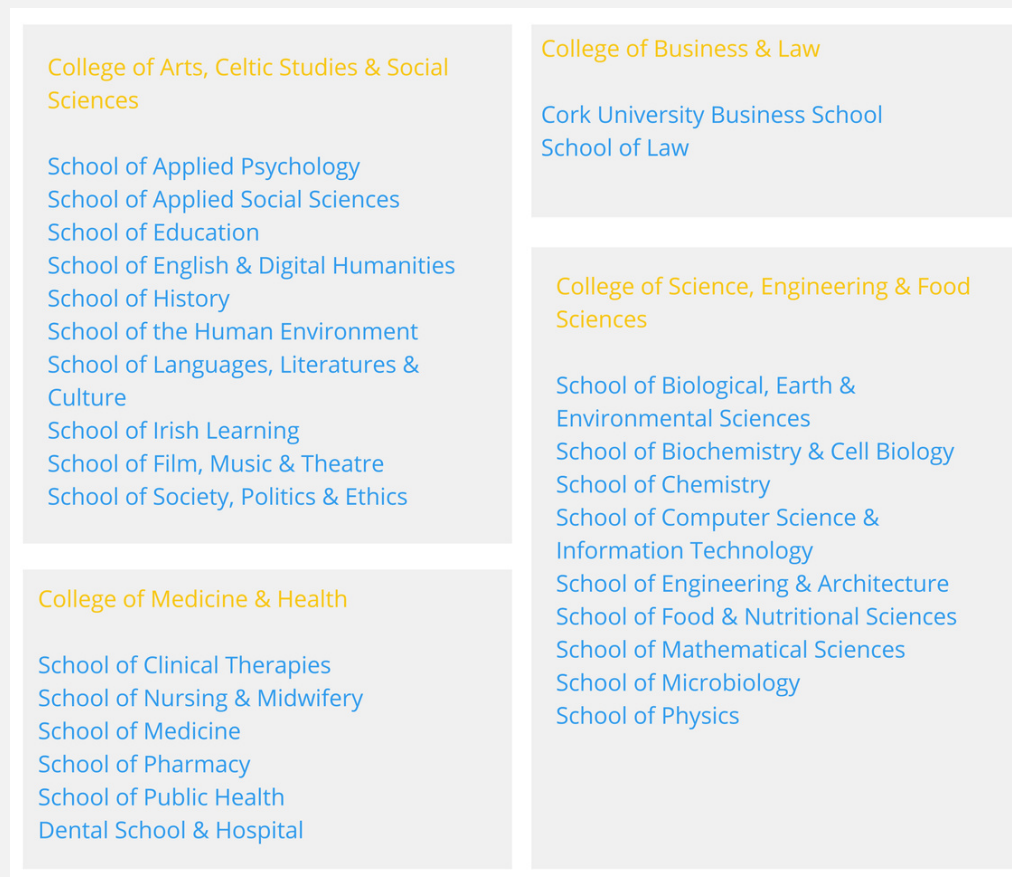 College of Arts, Celtic Studies & Social
Sciences
School of Applied Psychology
School of Applied Social Sciences
School of Education
School of English & Digital Humanities
School of History
School of the Human Environment
School of Languages, Literatures &
Culture
School of Irish Learning
School of Film, Music & Theatre
School of Society, Politics & Ethics
College of Medicine & Health
School of Clinical Therapies
School of Nursing & Midwifery
School of Medicine
School of Pharmacy
School of Public Health
Dental School & Hospital
College of Business & Law
Cork University Business School
School of Law
College of Science, Engineering & Food
Sciences
School of Biological, Earth &
Environmental Sciences
School of Biochemistry & Cell Biology
School of Chemistry
School of Computer Science &
Information Technology
School of Engineering & Architecture
School of Food & Nutritional Sciences
School of Mathematical Sciences
School of Microbiology
School of Physics